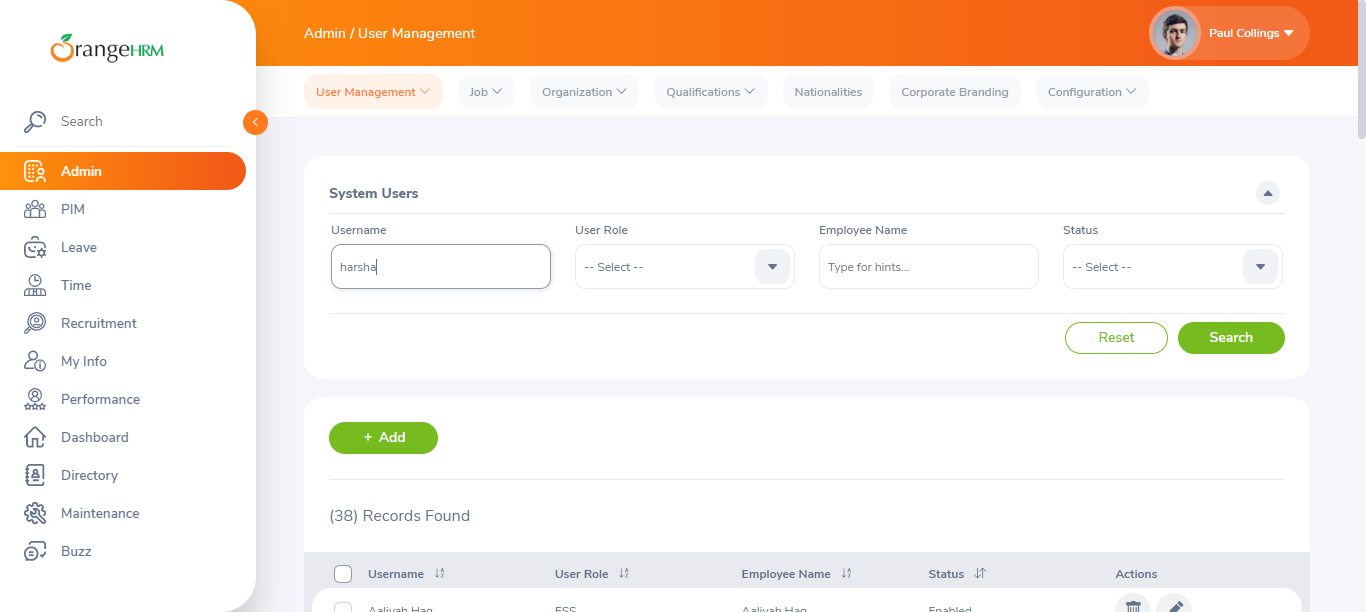 OrangeHRM
Search
Admin
PIM
Leave
Time
Recruitment
My Info
Performance
Dashboard
Directory
Maintenance
Buzz
Admin / User Management
Paul Collings
User Management
Job
Organization
Qualifications
Nationalities
Corporate Branding
Configuration
System Users
Username
User Role
Employee Name
Status
harsha
-- Select --
Type for hints...
-- Select --
Reset
Search
+ Add
(38) Records Found
Username
User Role
Employee Name
Status
Actions
Aaliyah Haq
ESS
Aaliyah Haq
Enabled